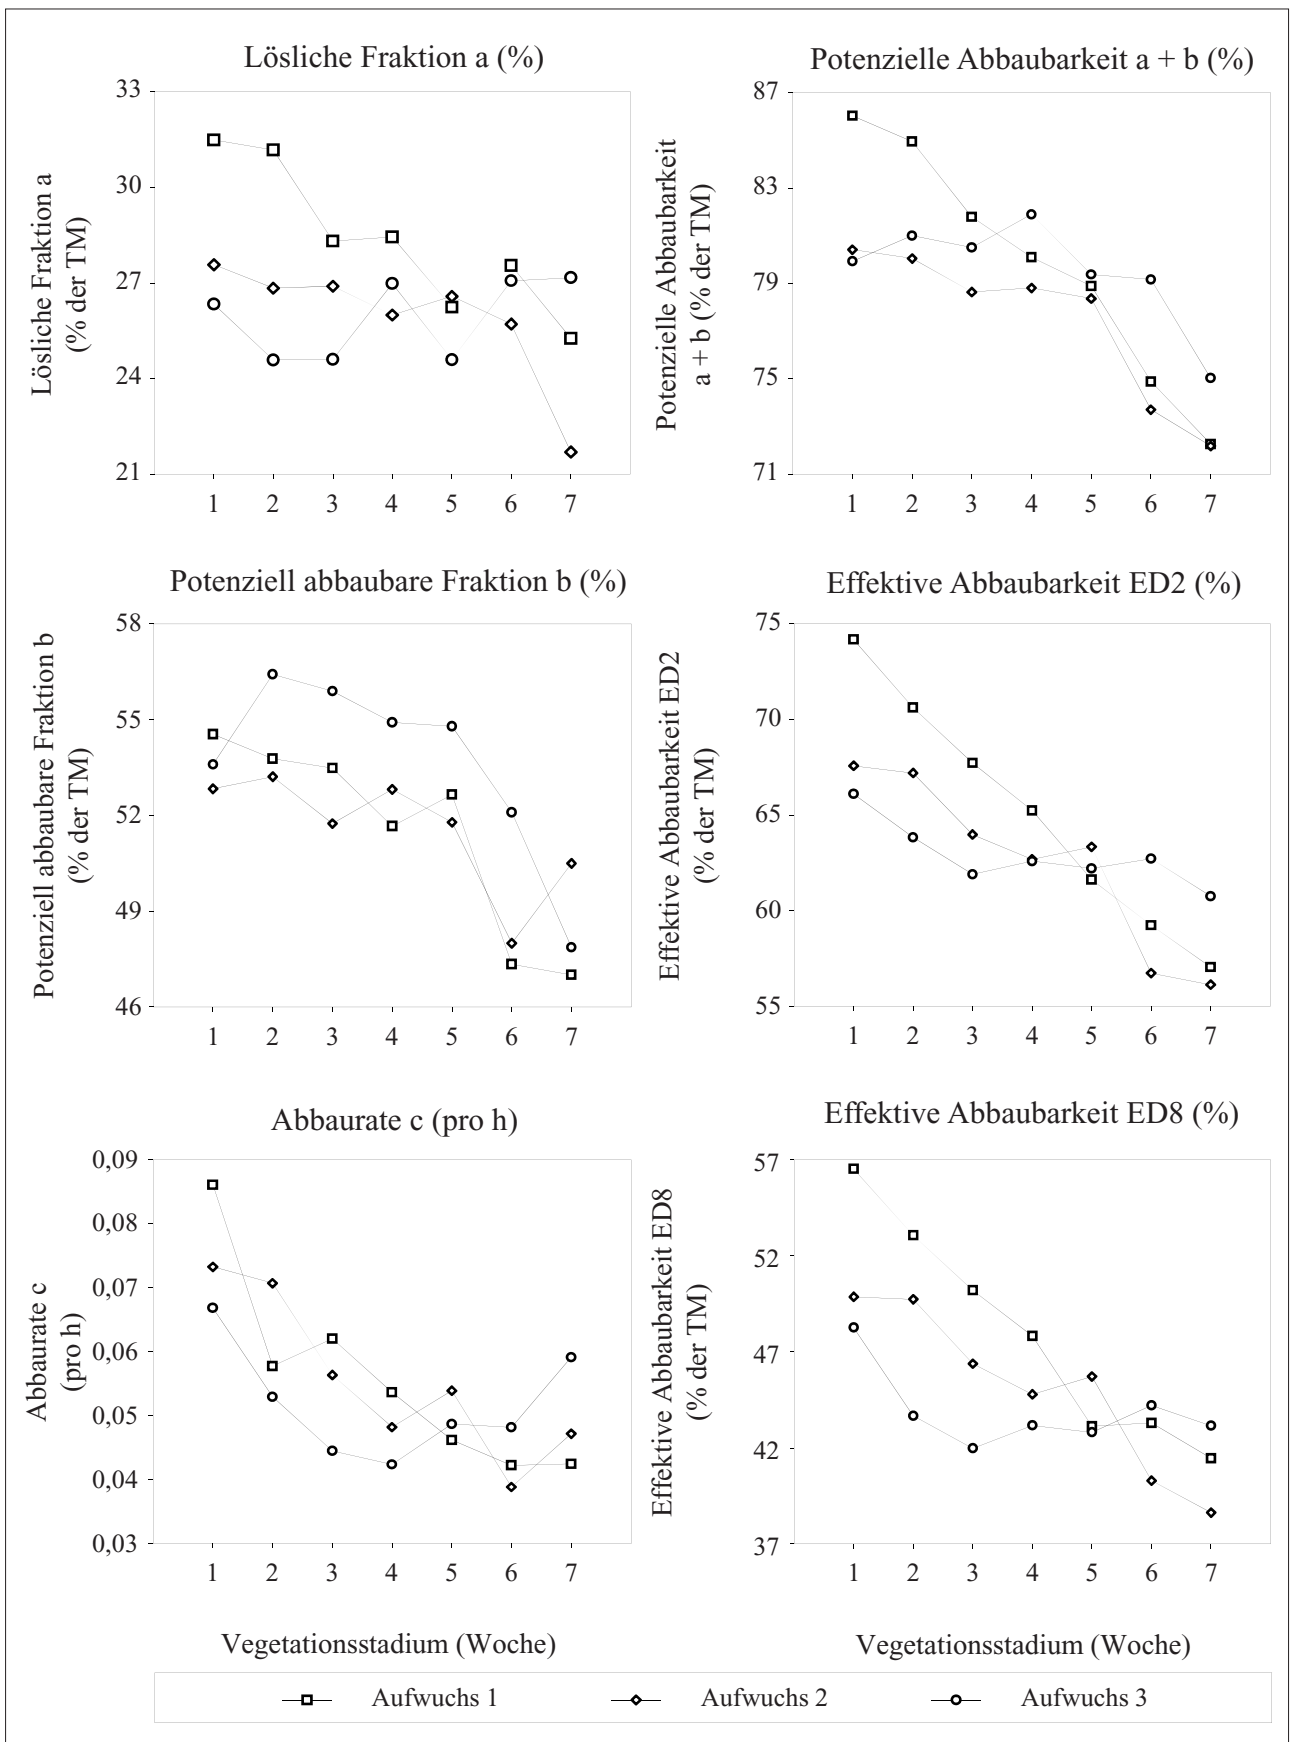 Lösliche Fraktion a (%)
Lösliche Fraktion a
(% der TM)
33
30
27
24
21
1 2 3 4 5 6 7
Potenzielle Abbaubarkeit a + b (%)
Potenzielle Abbaubarkeit
a + b (% der TM)
87
83
79
75
71
1 2 3 4 5 6 7
Potenziell abbaubare Fraktion b (%)
Potenziell abbaubare Fraktion b
(% der TM)
58
55
52
49
46
1 2 3 4 5 6 7
Effektive Abbaubarkeit ED2 (%)
Effektive Abbaubarkeit ED2
(% der TM)
75
70
65
60
55
1 2 3 4 5 6 7
Abbaurate c (pro h)
Abbaurate c
(pro h)
0,09
0,08
0,07
0,06
0,05
0,04
0,03
1 2 3 4 5 6 7
Vegetationsstadium (Woche)
Effektive Abbaubarkeit ED8 (%)
Effektive Abbaubarkeit ED8
(% der TM)
57
52
47
42
37
1 2 3 4 5 6 7
Vegetationsstadium (Woche)
Aufwuchs 1 Aufwuchs 2 Aufwuchs 3